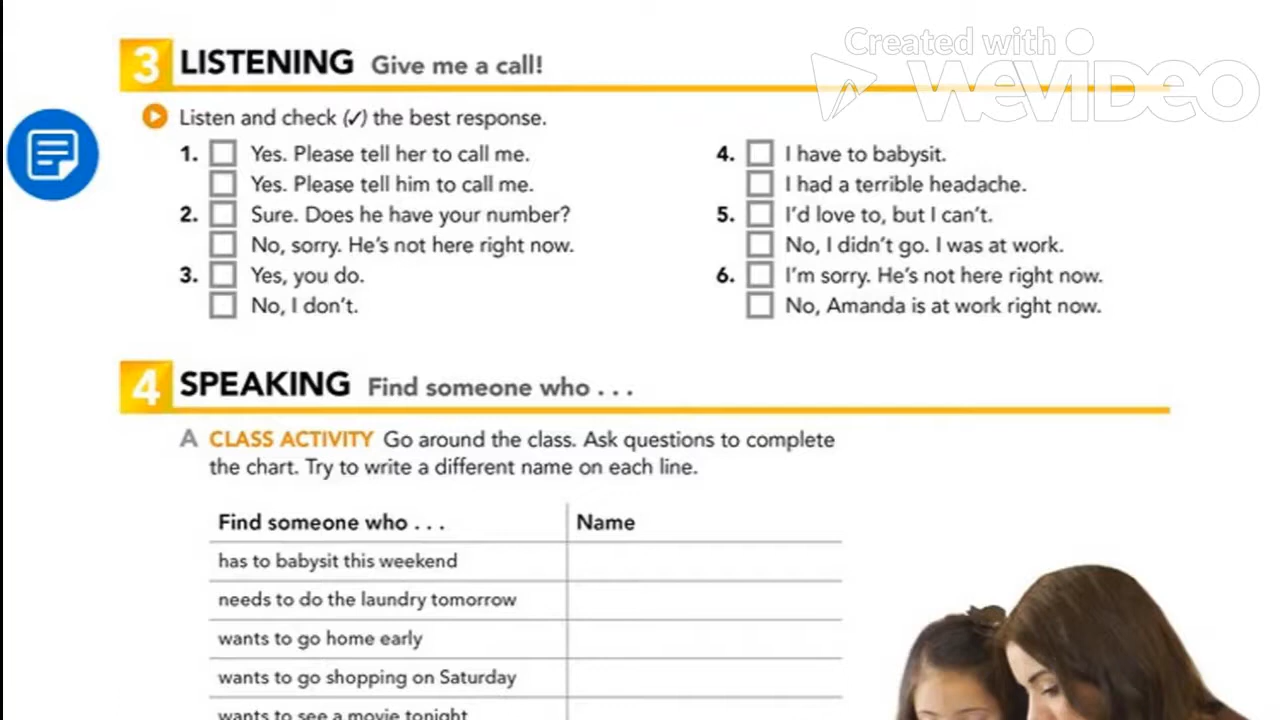 Created with
WEVIDEO
3 LISTENING Give me a call!
Listen and check (✓) the best response.
1. Yes. Please tell her to call me.
Yes. Please tell him to call me.
2. Sure. Does he have your number?
No, sorry. He's not here right now.
3. Yes, you do.
No, I don't.
4. I have to babysit.
I had a terrible headache.
5. I'd love to, but I can't.
No, I didn't go. I was at work.
6. I'm sorry. He's not here right now.
No, Amanda is at work right now.
4 SPEAKING Find someone who . . .
A CLASS ACTIVITY Go around the class. Ask questions to complete
the chart. Try to write a different name on each line.
Find someone who . . . Name
has to babysit this weekend
needs to do the laundry tomorrow
wants to go home early
wants to go shopping on Saturday
wants to see a movie tonight